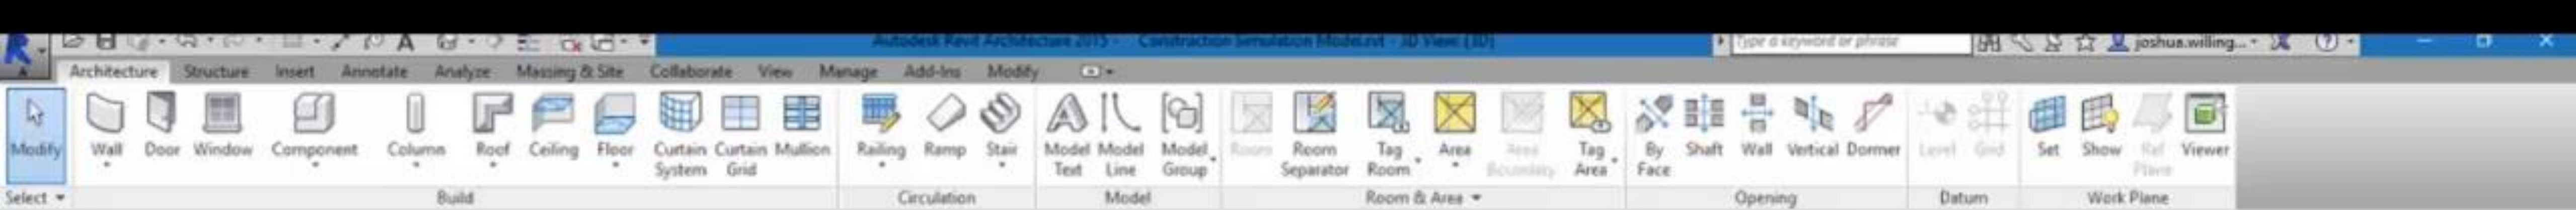 Autodesk Revit Architecture 2015 - Construction Simulation Model.rvt - 3D View: {3D} Type a keyword or phrase joshua.willing...
Architecture Structure Insert Annotate Analyze Massing & Site Collaborate View Manage Add-Ins Modify
Modify Wall Door Window Component Column Roof Ceiling Floor Curtain System Curtain Grid Mullion Railing Ramp Stair Model Text Model Line Model Group Room Room Separator Tag Room Area Area Boundary Tag Area By Face Shaft Wall Vertical Dormer Level Grid Set Show Ref Plane Viewer
Select Build Circulation Model Room & Area Opening Datum Work Plane